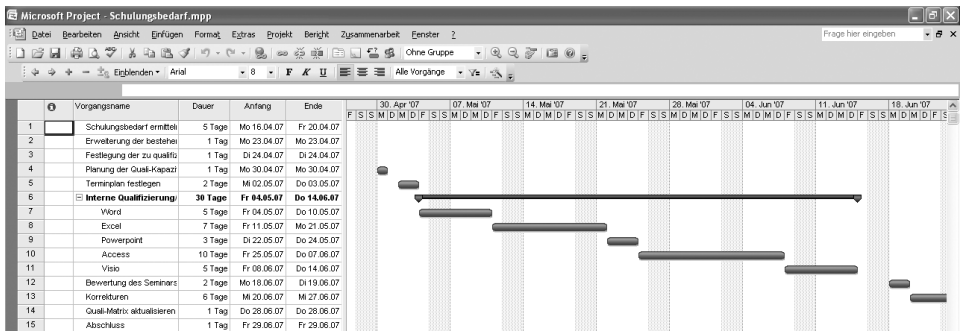 Microsoft Project - Schulungsbedarf.mpp
Datei Bearbeiten Ansicht Einfügen Format Extras Projekt Bericht Zusammenarbeit Fenster ? Frage hier eingeben
Ohne Gruppe
Einblenden Arial 8 F K U Alle Vorgänge
Vorgangsname Dauer Anfang Ende 30. Apr '07 07. Mai '07 14. Mai '07 21. Mai '07 28. Mai '07 04. Jun '07 11. Jun '07 18. Jun '07
F S S M D M D F S S M D M D F S S M D M D F S S M D M D F S S M D M D F S S M D M D F S S M D M D F S S M D M D F S
1 Schulungsbedarf ermitteln 5 Tage Mo 16.04.07 Fr 20.04.07
2 Erweiterung der bestehen 1 Tag Mo 23.04.07 Mo 23.04.07
3 Festlegung der zu qualifiz 1 Tag Di 24.04.07 Di 24.04.07
4 Planung der Quali-Kapazi 1 Tag Mo 30.04.07 Mo 30.04.07
5 Terminplan festlegen 2 Tage Mi 02.05.07 Do 03.05.07
6 Interne Qualifizierung/ 30 Tage Fr 04.05.07 Do 14.06.07
7 Word 5 Tage Fr 04.05.07 Do 10.05.07
8 Excel 7 Tage Fr 11.05.07 Mo 21.05.07
9 Powerpoint 3 Tage Di 22.05.07 Do 24.05.07
10 Access 10 Tage Fr 25.05.07 Do 07.06.07
11 Visio 5 Tage Fr 08.06.07 Do 14.06.07
12 Bewertung des Seminars 2 Tage Mo 18.06.07 Di 19.06.07
13 Korrekturen 6 Tage Mi 20.06.07 Mi 27.06.07
14 Quali-Matrix aktualisieren 1 Tag Do 28.06.07 Do 28.06.07
15 Abschluss 1 Tag Fr 29.06.07 Fr 29.06.07